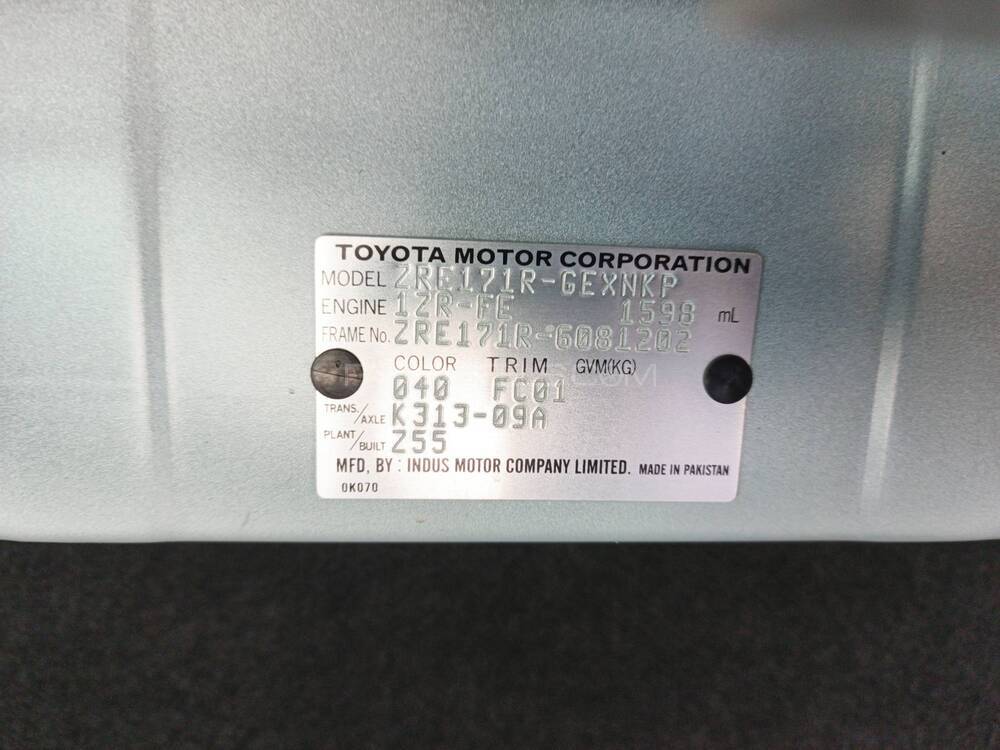 TOYOTA MOTOR CORPORATION
MODEL ZRE171R-GEXNKP
ENGINE 1ZR-FE 1598 mL
FRAME No. ZRE171R-6081202
COLOR TRIM GVM(KG)
040 FC01
TRANS./AXLE K313-09A
PLANT/BUILT Z55
MFD, BY : INDUS MOTOR COMPANY LIMITED. MADE IN PAKISTAN
0K070